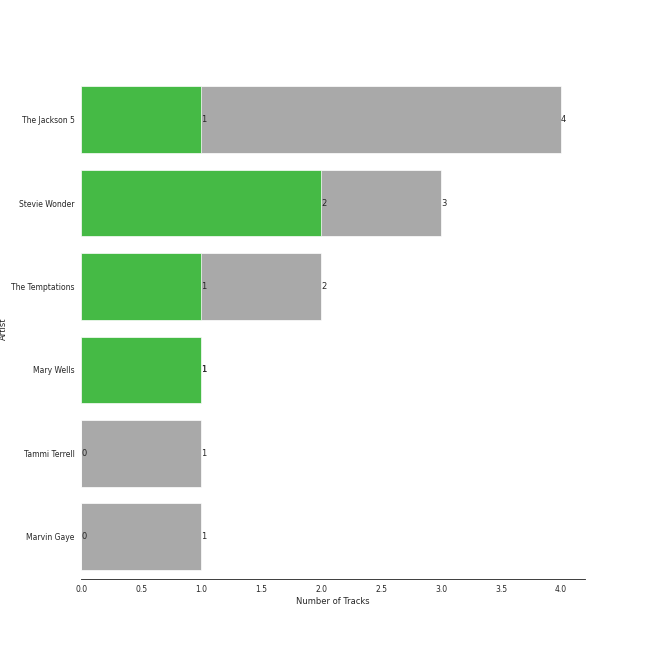 The Jackson 5
1
4
Stevie Wonder
2
3
The Temptations
1
2
Artist
Mary Wells
1
Tammi Terrell
0
1
Marvin Gaye
0
1
0.0 0.5 1.0 1.5 2.0 2.5 3.0 3.5 4.0
Number of Tracks